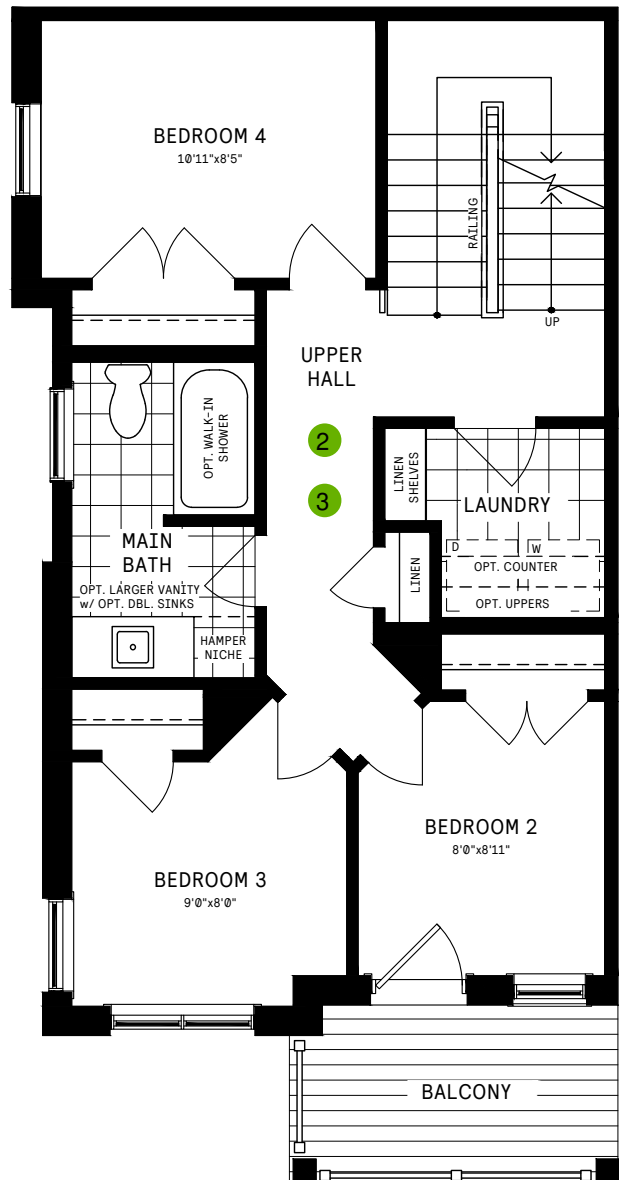 BEDROOM 4
10'11"x8'5"
RAILING
UP
UPPER
HALL
2
3
OPT. WALK-IN
SHOWER
LINEN
SHELVES
LAUNDRY
D
W
OPT. COUNTER
OPT. UPPERS
LINEN
MAIN
BATH
OPT. LARGER VANITY
w/ OPT. DBL. SINKS
HAMPER
NICHE
BEDROOM 2
8'0"x8'11"
BEDROOM 3
9'0"x8'0"
BALCONY